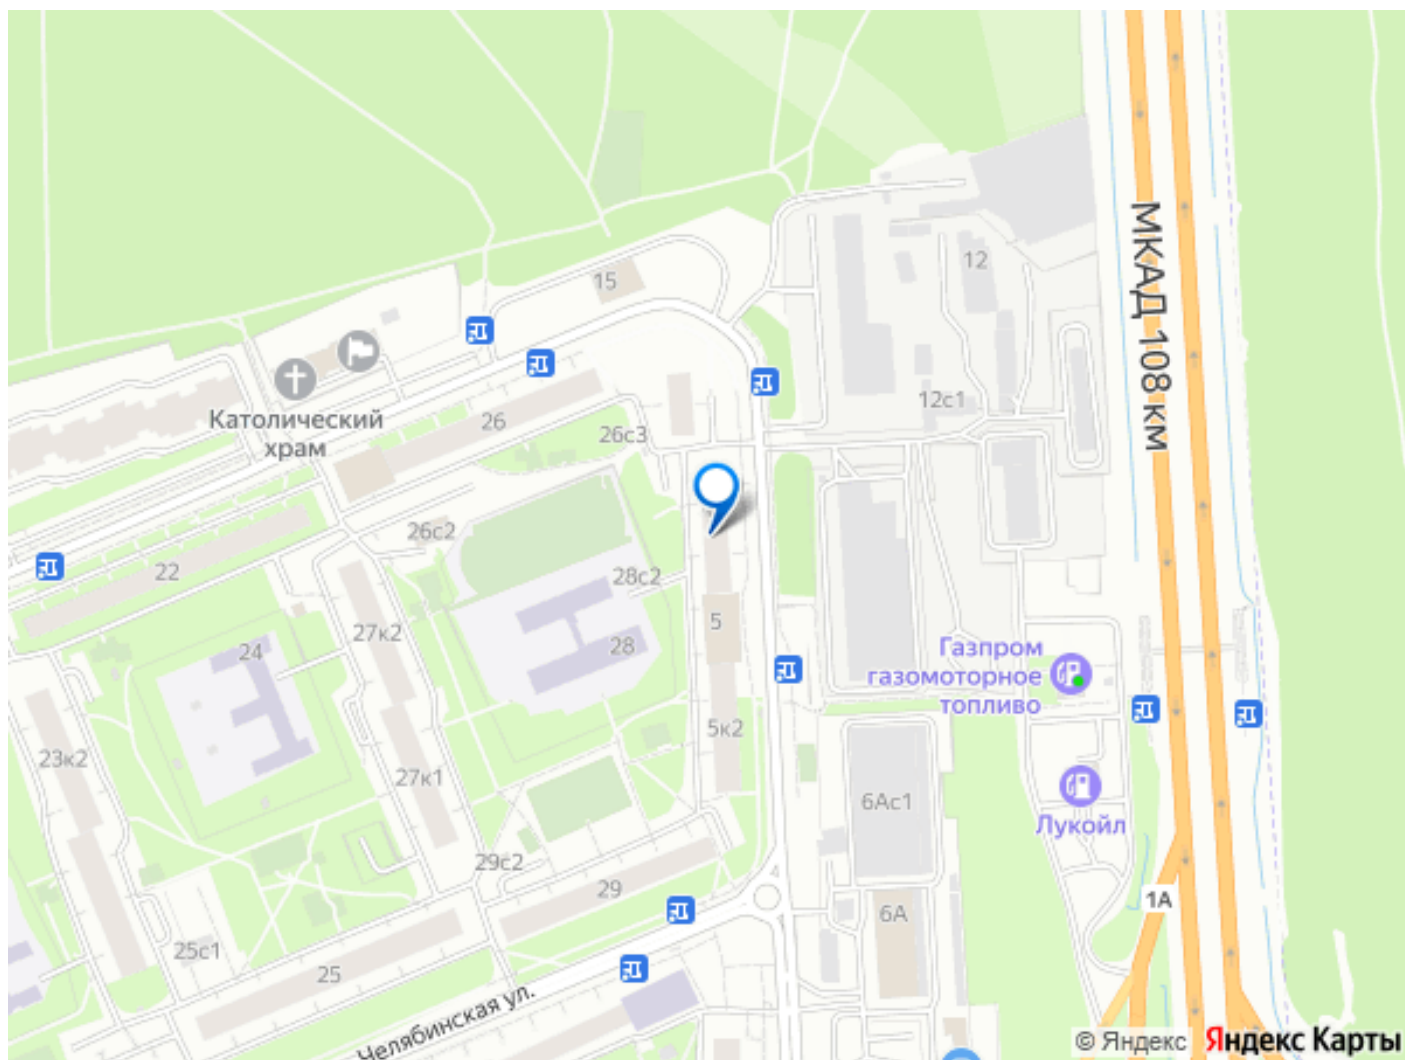 МКАД 108 км
12
15
Католический
храм
26
26с3
12с1
26с2
22
28с2
27к2
24
28
5
Газпром
газомоторное
топливо
5к2
23к2
27к1
6Ас1
Лукойл
29с2
29
1А
6А
25с1
25
Челябинская ул.
© Яндекс Яндекс Карты